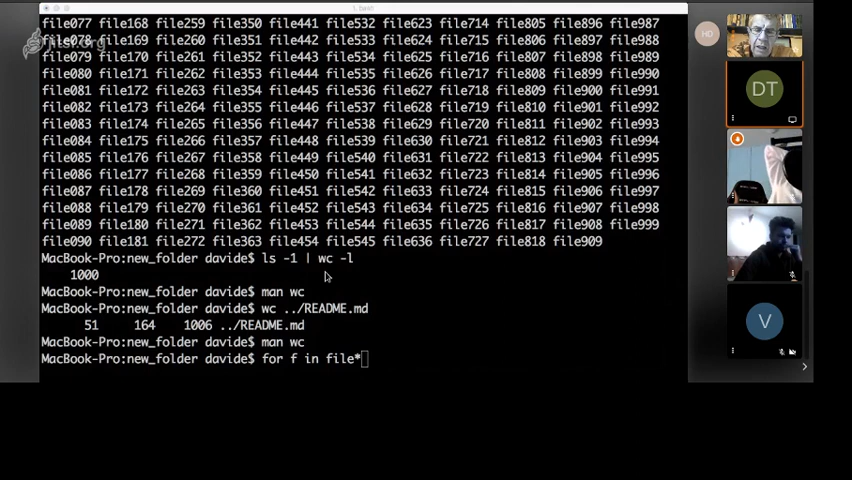 1. bash
file077 file168 file259 file350 file441 file532 file623 file714 file805 file896 file987
file078 file169 file260 file351 file442 file533 file624 file715 file806 file897 file988
file079 file170 file261 file352 file443 file534 file625 file716 file807 file898 file989
file080 file171 file262 file353 file444 file535 file626 file717 file808 file899 file990
file081 file172 file263 file354 file445 file536 file627 file718 file809 file900 file991
file082 file173 file264 file355 file446 file537 file628 file719 file810 file901 file992
file083 file174 file265 file356 file447 file538 file629 file720 file811 file902 file993
file084 file175 file266 file357 file448 file539 file630 file721 file812 file903 file994
file085 file176 file267 file358 file449 file540 file631 file722 file813 file904 file995
file086 file177 file268 file359 file450 file541 file632 file723 file814 file905 file996
file087 file178 file269 file360 file451 file542 file633 file724 file815 file906 file997
file088 file179 file270 file361 file452 file543 file634 file725 file816 file907 file998
file089 file180 file271 file362 file453 file544 file635 file726 file817 file908 file999
file090 file181 file272 file363 file454 file545 file636 file727 file818 file909
MacBook-Pro:new_folder davide$ ls -1 | wc -l
1000
MacBook-Pro:new_folder davide$ man wc
MacBook-Pro:new_folder davide$ wc ../README.md
51 164 1006 ../README.md
MacBook-Pro:new_folder davide$ man wc
MacBook-Pro:new_folder davide$ for f in file*
jitsi.org
HD
DT
V